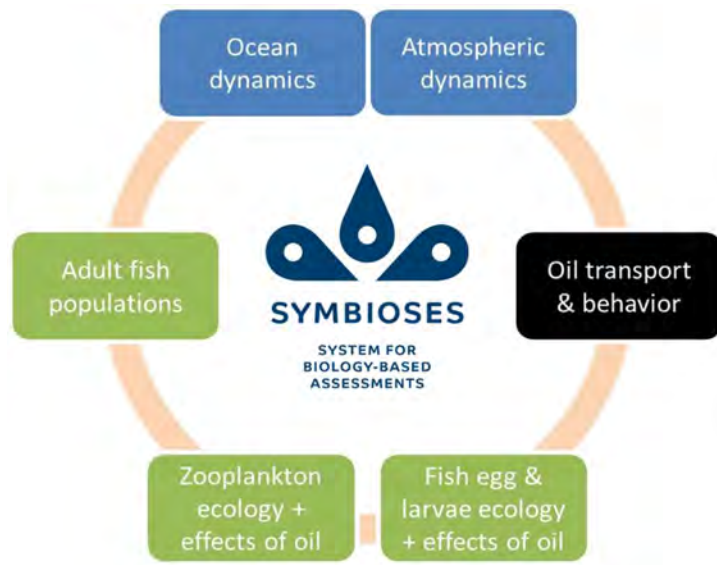 Ocean
dynamics
Atmospheric
dynamics
Adult fish
populations
Oil transport
& behavior
SYMBIOSES
SYSTEM FOR
BIOLOGY-BASED
ASSESSMENTS
Zooplankton
ecology +
effects of oil
Fish egg &
larvae ecology
+ effects of oil